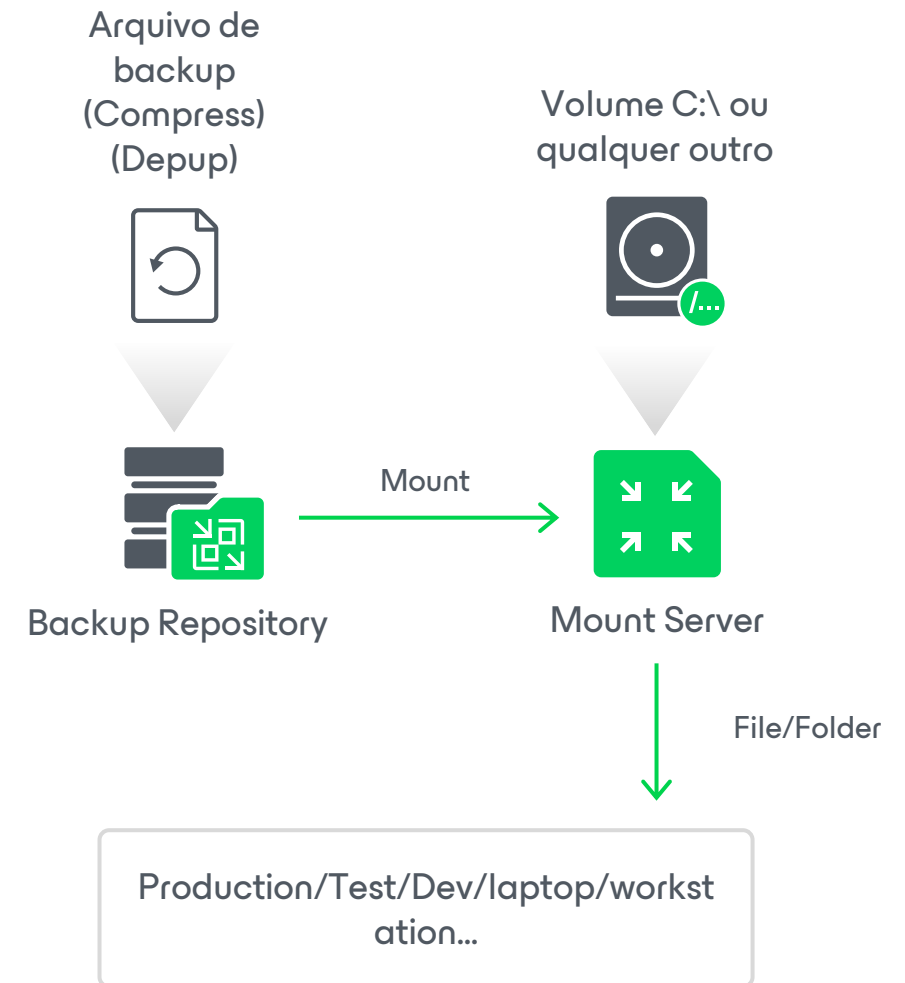 Arquivo de
backup
(Compress)
(Depup)
Volume C:\ ou
qualquer outro
/...
Mount
Backup Repository
Mount Server
File/Folder
Production/Test/Dev/laptop/workst
ation...